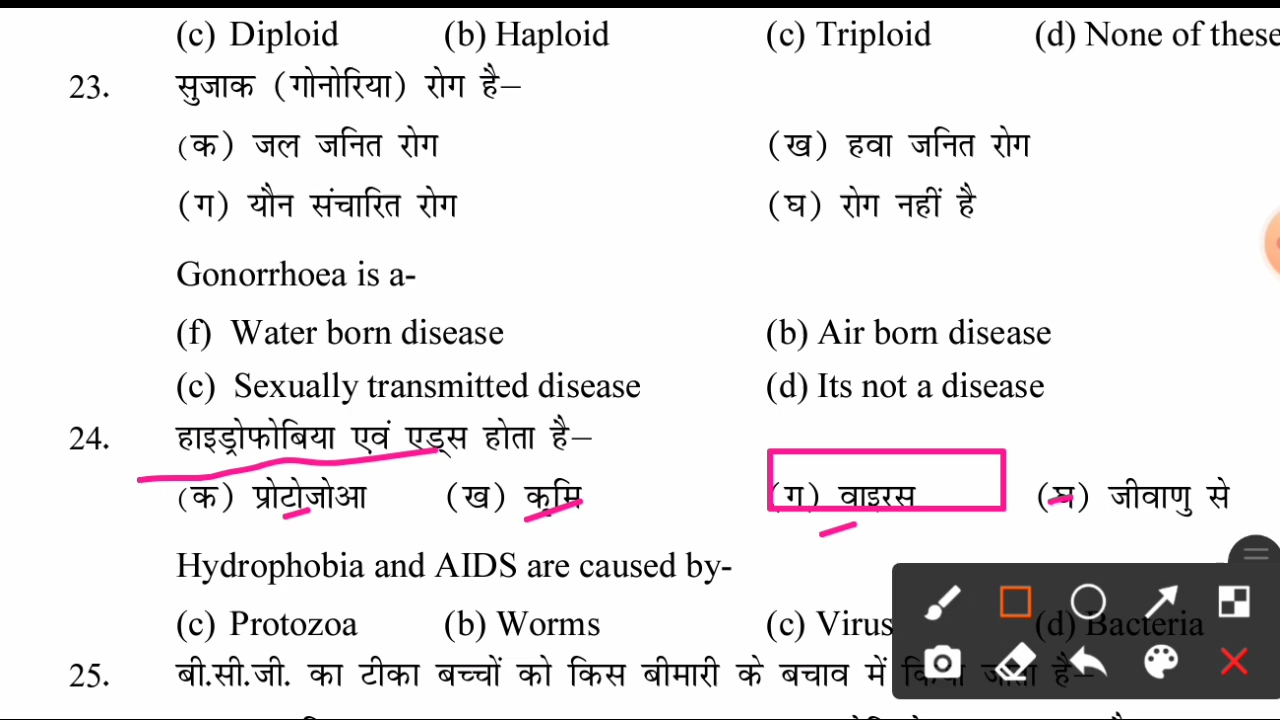 (c) Diploid (b) Haploid (c) Triploid (d) None of these
23. सुजाक (गोनोरिया) रोग है–
(क) जल जनित रोग (ख) हवा जनित रोग
(ग) यौन संचारित रोग (घ) रोग नहीं है
Gonorrhoea is a-
(f) Water born disease (b) Air born disease
(c) Sexually transmitted disease (d) Its not a disease
24. हाइड्रोफोबिया एवं एड्स होता है–
(क) प्रोटोजोआ (ख) कृमि (ग) वाइरस (घ) जीवाणु से
Hydrophobia and AIDS are caused by-
(c) Protozoa (b) Worms (c) Virus (d) Bacteria
25. बी.सी.जी. का टीका बच्चों को किस बीमारी के बचाव में किया जाता है–